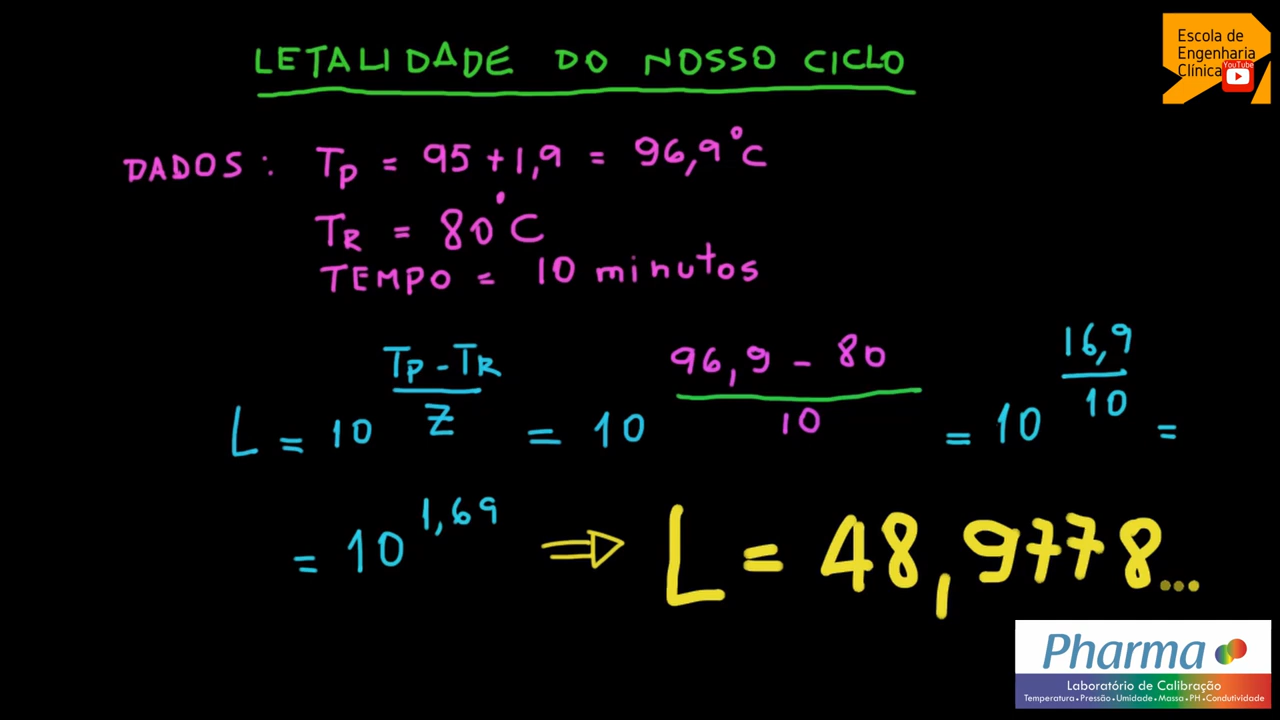 LETALIDADE DO NOSSO CICLO
Escola de
Engenharia
Clínica
YouTube
DADOS: TP = 95 + 1,9 = 96,9°C
TR = 80°C
TEMPO = 10 minutos
L = 10^((TP - TR)/Z) = 10^((96,9 - 80)/10) = 10^(16,9/10) =
= 10^1,69 ⇒ L = 48,9778...
Pharma
Laboratório de Calibração
Temperatura • Pressão • Umidade • Massa • PH • Condutividade